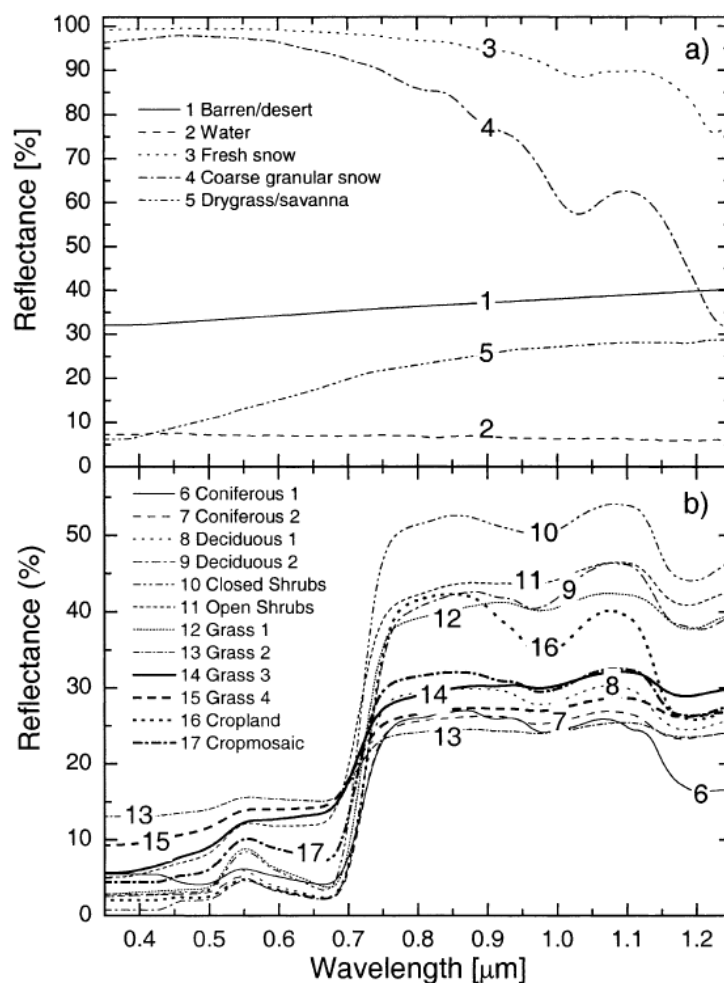 100
90
80
70
60
50
40
30
20
10
0
Reflectance [%]
a)
3
4
1
5
2
1 Barren/desert
2 Water
3 Fresh snow
4 Coarse granular snow
5 Drygrass/savanna
50
40
30
20
10
0
Reflectance (%)
b)
6 Coniferous 1
7 Coniferous 2
8 Deciduous 1
9 Deciduous 2
10 Closed Shrubs
11 Open Shrubs
12 Grass 1
13 Grass 2
14 Grass 3
15 Grass 4
16 Cropland
17 Cropmosaic
10
11
9
12
16
8
14
7
13
6
13
15
17
0.4 0.5 0.6 0.7 0.8 0.9 1.0 1.1 1.2
Wavelength [μm]